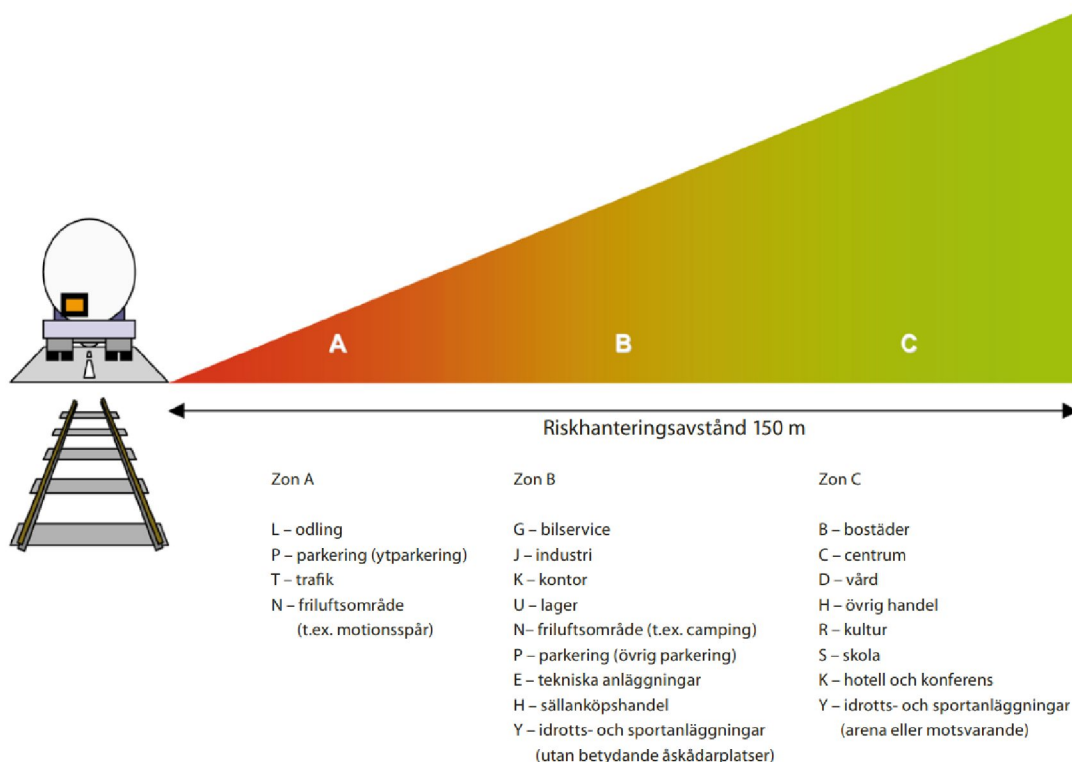 A
B
C
Riskhanteringsavstånd 150 m
Zon A
L – odling
P – parkering (ytparkering)
T – trafik
N – friluftsområde
(t.ex. motionsspår)
Zon B
G – bilservice
J – industri
K – kontor
U – lager
N– friluftsområde (t.ex. camping)
P – parkering (övrig parkering)
E – tekniska anläggningar
H – sällanköpshandel
Y – idrotts- och sportanläggningar
(utan betydande åskådarplatser)
Zon C
B – bostäder
C – centrum
D – vård
H – övrig handel
R – kultur
S – skola
K – hotell och konferens
Y – idrotts- och sportanläggningar
(arena eller motsvarande)